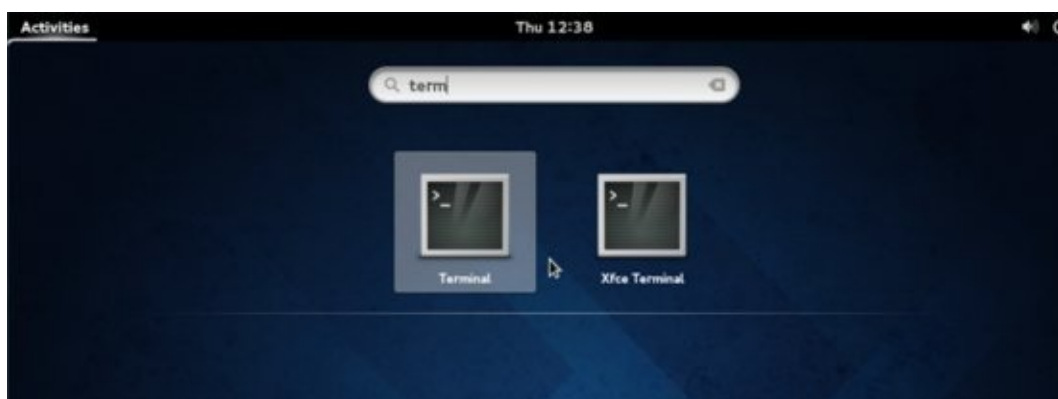 Activities Thu 12:38
term
>_ >_
Terminal Xfce Terminal